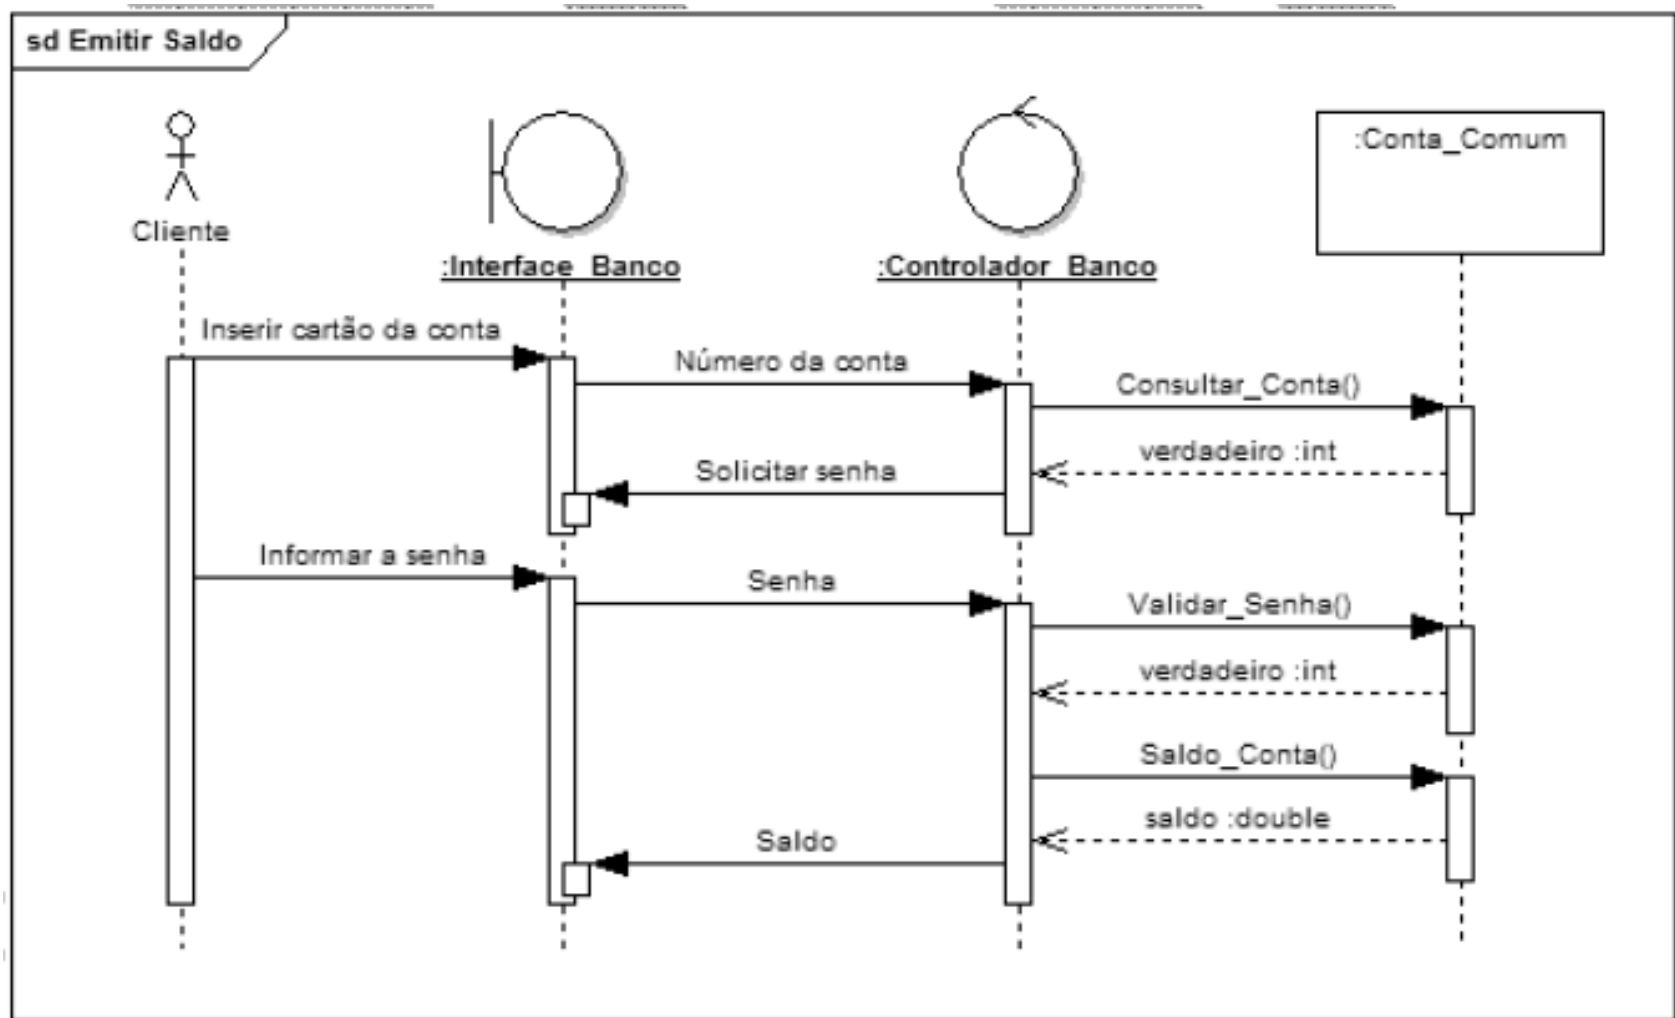 sd Emitir Saldo
:Conta_Comum
Cliente
:Interface_Banco
:Controlador_Banco
Inserir cartão da conta
Número da conta
Consultar_Conta()
verdadeiro :int
Solicitar senha
Informar a senha
Senha
Validar_Senha()
verdadeiro :int
Saldo_Conta()
saldo :double
Saldo